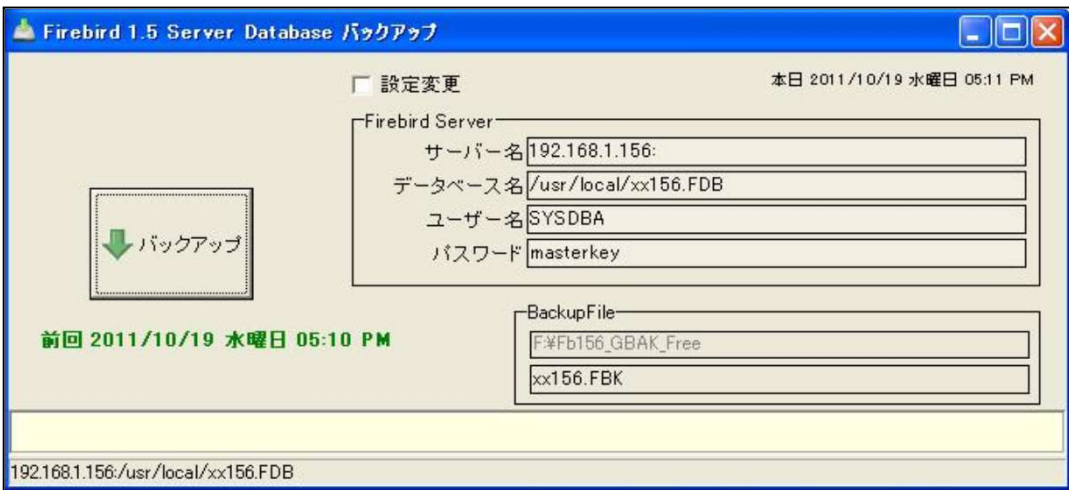 Firebird 1.5 Server Database バックアップ
設定変更
本日 2011/10/19 水曜日 05:11 PM
Firebird Server
サーバー名 192.168.1.156:
データベース名 /usr/local/xx156.FDB
ユーザー名 SYSDBA
パスワード masterkey
バックアップ
前回 2011/10/19 水曜日 05:10 PM
BackupFile
F:¥Fb156_GBAK_Free
xx156.FBK
192.168.1.156:/usr/local/xx156.FDB